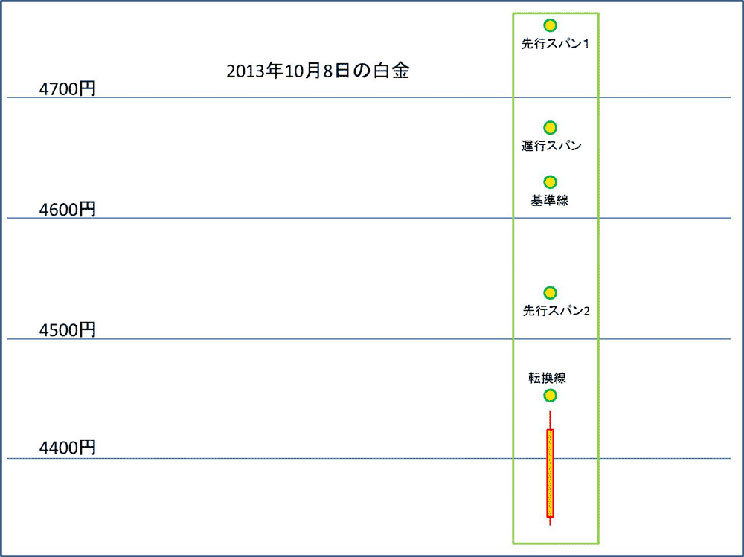 先行スパン1
2013年10月8日の白金
4700円
遅行スパン
基準線
4600円
先行スパン2
4500円
転換線
4400円